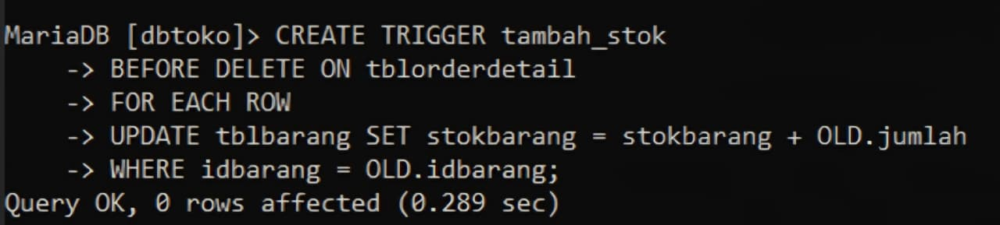 MariaDB [dbtoko]> CREATE TRIGGER tambah_stok
-> BEFORE DELETE ON tblorderdetail
-> FOR EACH ROW
-> UPDATE tblbarang SET stokbarang = stokbarang + OLD.jumlah
-> WHERE idbarang = OLD.idbarang;
Query OK, 0 rows affected (0.289 sec)